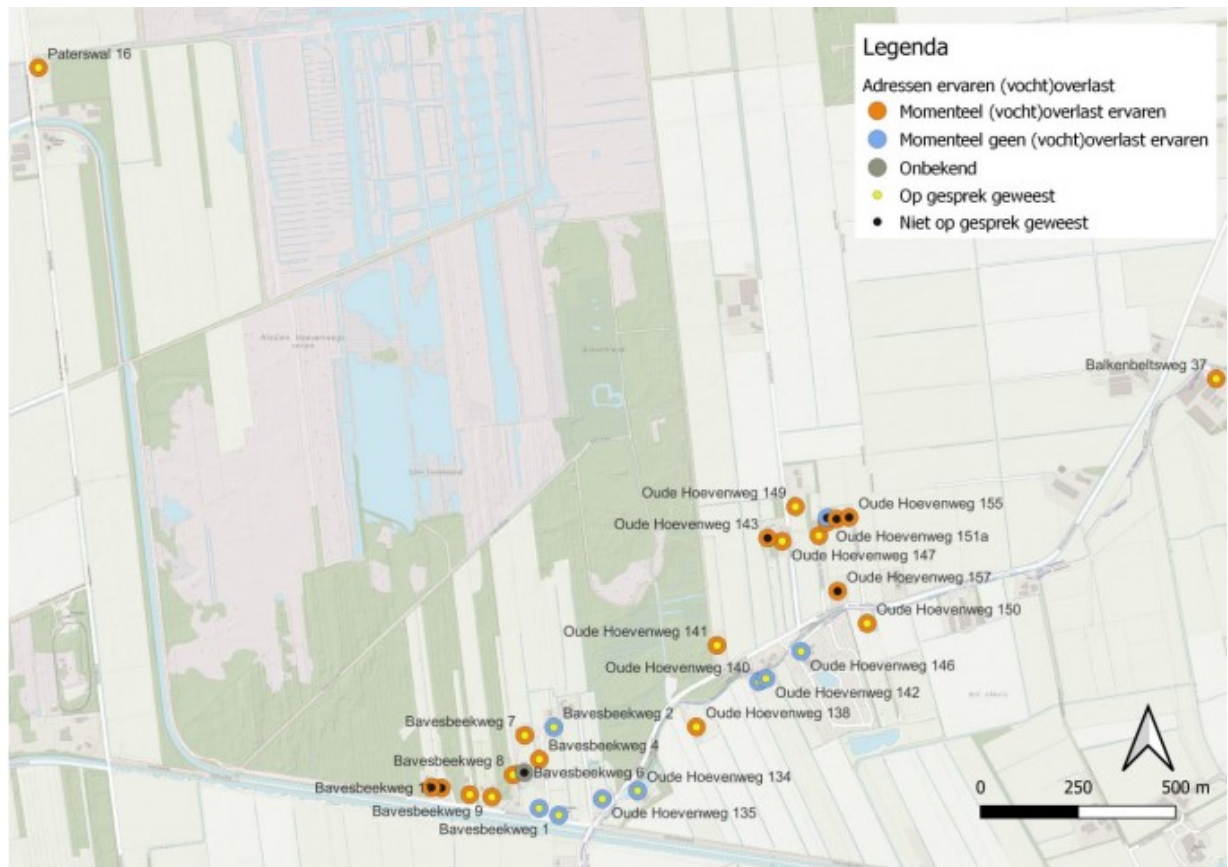 Paterswal 16
Legenda
Adressen ervaren (vocht)overlast
Momenteel (vocht)overlast ervaren
Momenteel geen (vocht)overlast ervaren
Onbekend
Op gesprek geweest
Niet op gesprek geweest
Balkenbeltsweg 37
Oude Hoevenweg 149
Oude Hoevenweg 155
Oude Hoevenweg 143
Oude Hoevenweg 151a
Oude Hoevenweg 147
Oude Hoevenweg 157
Oude Hoevenweg 150
Oude Hoevenweg 141
Oude Hoevenweg 140
Oude Hoevenweg 146
Oude Hoevenweg 142
Oude Hoevenweg 138
Bavesbeekweg 2
Bavesbeekweg 7
Bavesbeekweg 4
Bavesbeekweg 8
Bavesbeekweg 6
Oude Hoevenweg 134
Bavesbeekweg
Bavesbeekweg 9
Oude Hoevenweg 135
Bavesbeekweg 1
0 250 500 m